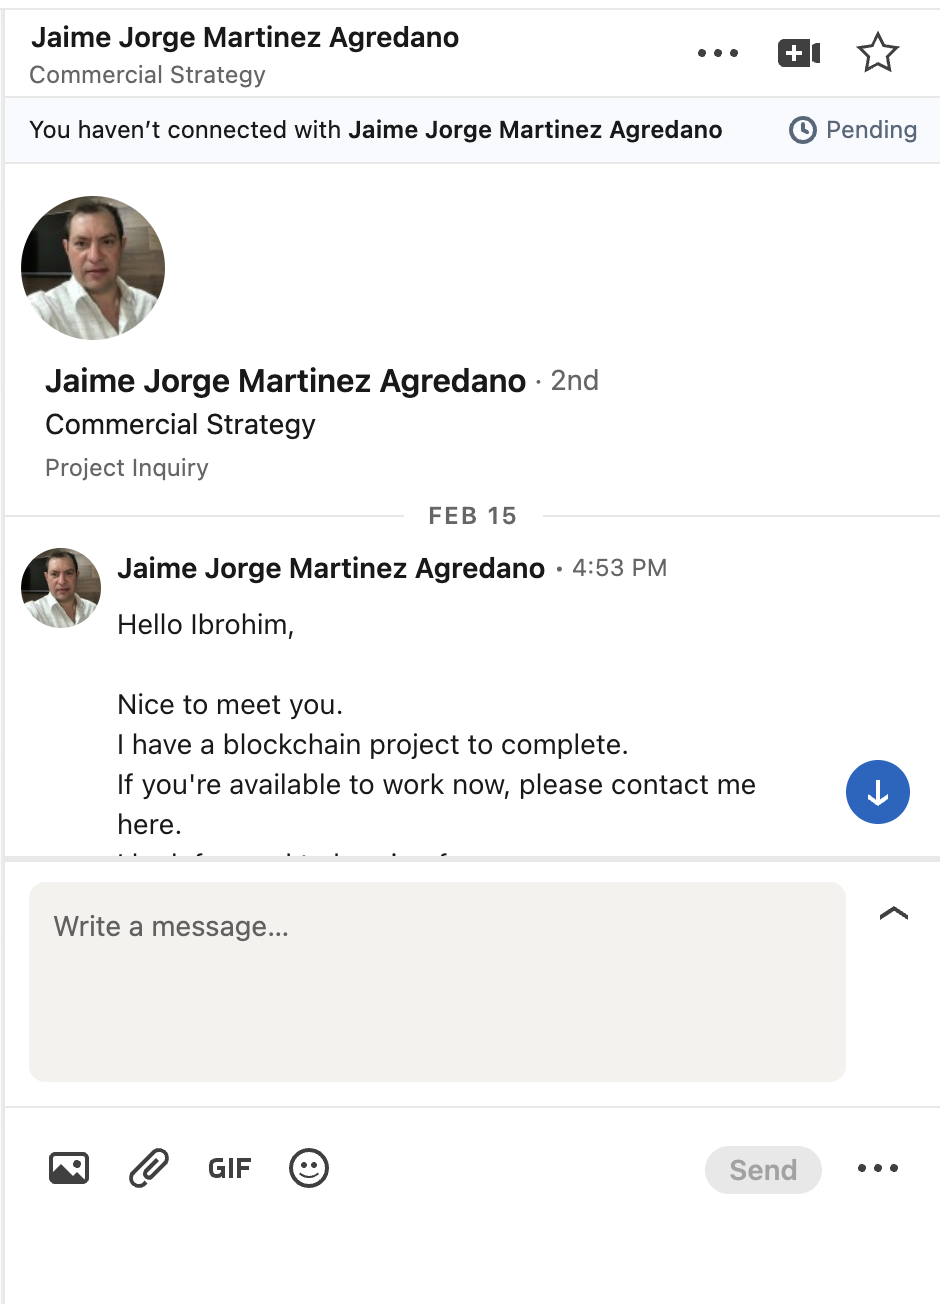 Jaime Jorge Martinez Agredano
Commercial Strategy
You haven’t connected with Jaime Jorge Martinez Agredano Pending
Jaime Jorge Martinez Agredano · 2nd
Commercial Strategy
Project Inquiry
FEB 15
Jaime Jorge Martinez Agredano • 4:53 PM
Hello Ibrohim,
Nice to meet you.
I have a blockchain project to complete.
If you're available to work now, please contact me
here.
Write a message...
GIF
Send